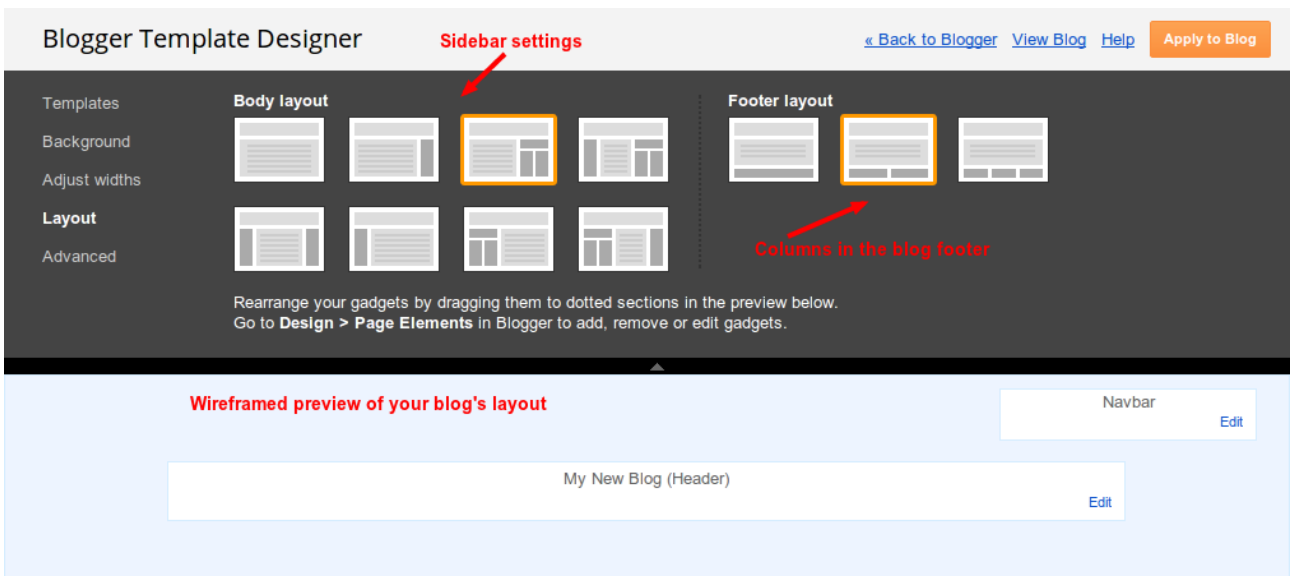 Blogger Template Designer
Sidebar settings
« Back to Blogger View Blog Help Apply to Blog
Templates
Background
Adjust widths
Layout
Advanced
Body layout
Footer layout
Columns in the blog footer
Rearrange your gadgets by dragging them to dotted sections in the preview below.
Go to Design > Page Elements in Blogger to add, remove or edit gadgets.
Wireframed preview of your blog's layout
Navbar
Edit
My New Blog (Header)
Edit